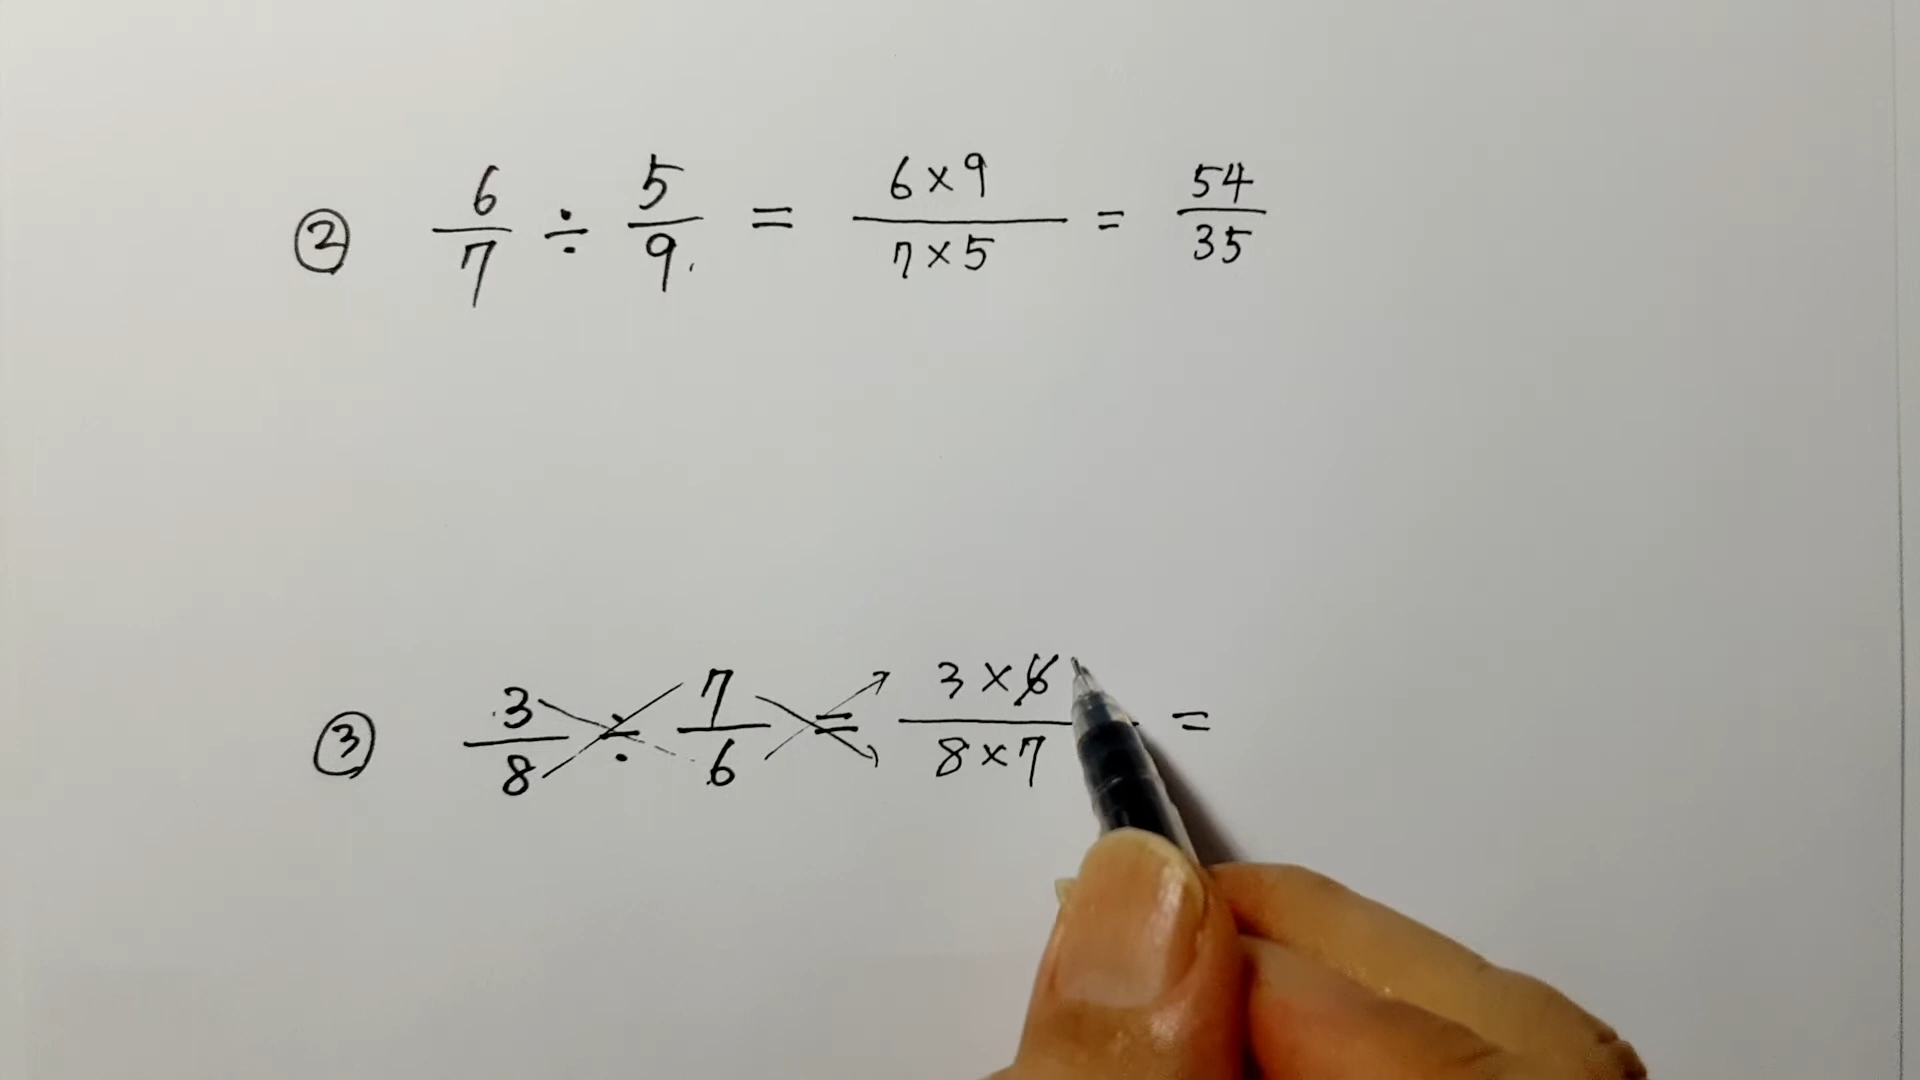 ② 6/7 ÷ 5/9 = 6×9/7×5 = 54/35
③ 3/8 ÷ 7/6 = 3×6/8×7 =